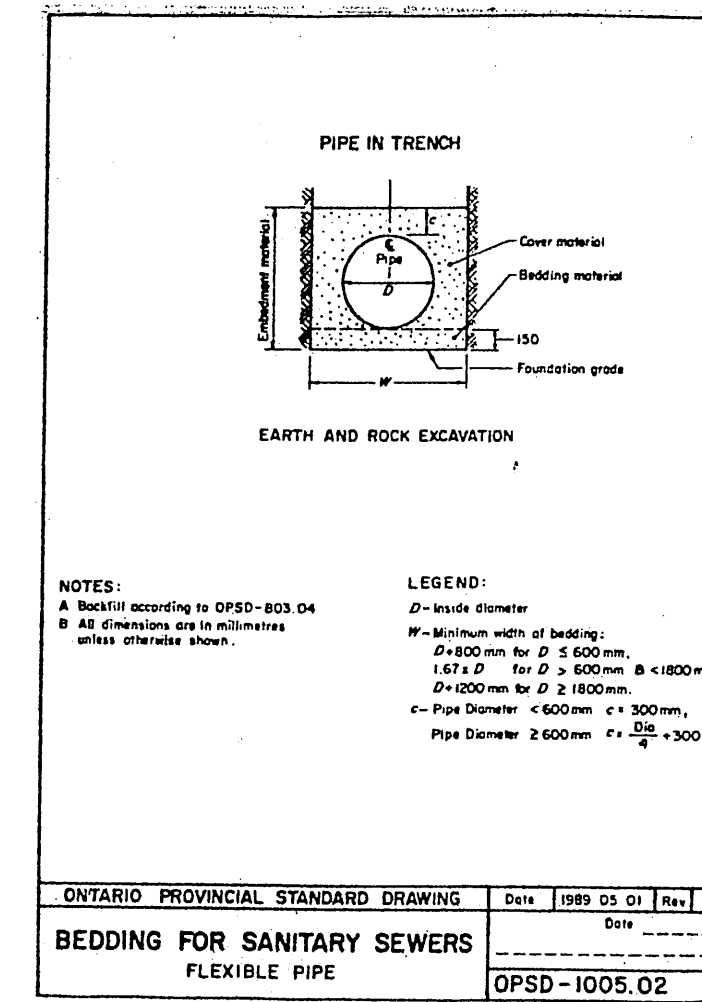 PIPE IN TRENCH
Embedment material
c
Cover material
℄
Pipe
D
Bedding material
150
Foundation grade
W
EARTH AND ROCK EXCAVATION
NOTES:
A Backfill according to OPSD-803.04
B All dimensions are in millimetres
unless otherwise shown.
LEGEND:
D- Inside diameter
W- Minimum width of bedding:
D+800 mm for D ≤ 600 mm,
1.67 x D for D > 600 mm & <1800 m
D+1200 mm for D ≥ 1800 mm.
c- Pipe Diameter <600 mm c = 300 mm,
Pipe Diameter ≥ 600 mm c = Dia/4 +300
ONTARIO PROVINCIAL STANDARD DRAWING
Date 1989 05 01 Rev
BEDDING FOR SANITARY SEWERS
FLEXIBLE PIPE
Date
OPSD-1005.02